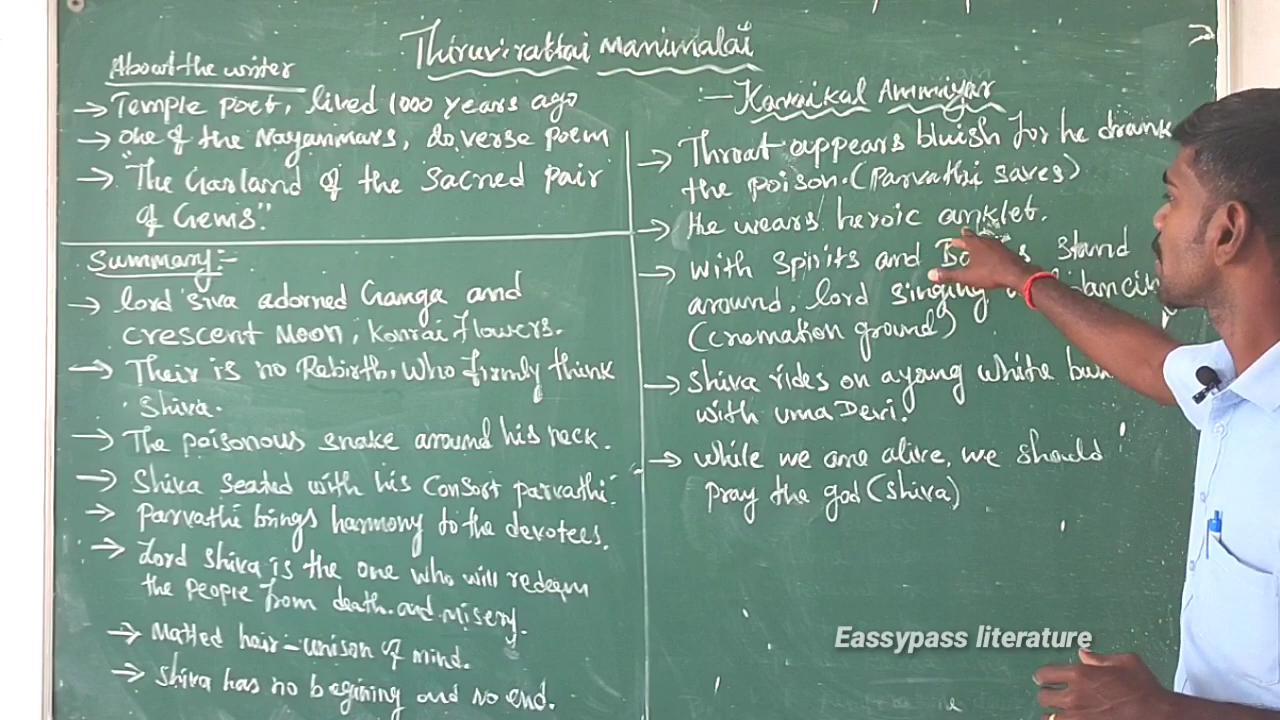 Thiruvirattai manimalai
:- Karaikal Ammiyar
About the writer
→ Temple poet, lived 1000 years ago
→ one of the Nayanmars, 20 verse poem
→ "The Garland of the Sacred pair
of Gems".
Summary:-
→ lord siva adorned Ganga and
crescent Moon, Konrai flowers.
→ Their is no Rebirth, who firmly think
Shiva.
→ The poisonous snake around his neck.
→ Shiva seated with his Consort parvathi.
→ parvathi brings harmony to the devotees.
→ Lord Shiva is the one who will redeem
the people from death and misery.
→ Matted hair - unison of mind.
→ Shiva has no begining and no end.
→ Throat appears bluish for he drank
the poison. (parvathi saves)
→ He wears heroic anklet.
→ with spirits and stand
around, lord singing
(cremation ground)
→ Shiva rides on a young white
with uma Devi.
→ while we are alive, we should
pray the god (Shiva)
Eassypass literature